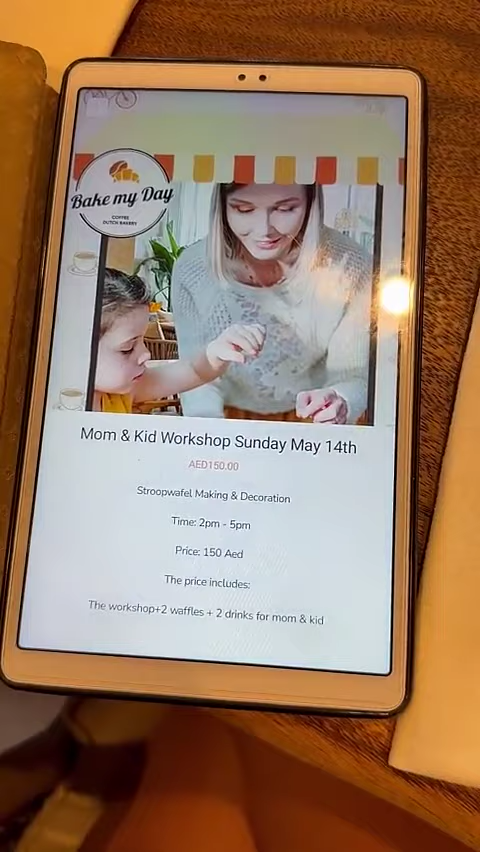 Bake my Day
COFFEE
DUTCH BAKERY
Mom & Kid Workshop Sunday May 14th
AED150.00
Stroopwafel Making & Decoration
Time: 2pm - 5pm
Price: 150 Aed
The price includes:
The workshop+2 waffles + 2 drinks for mom & kid